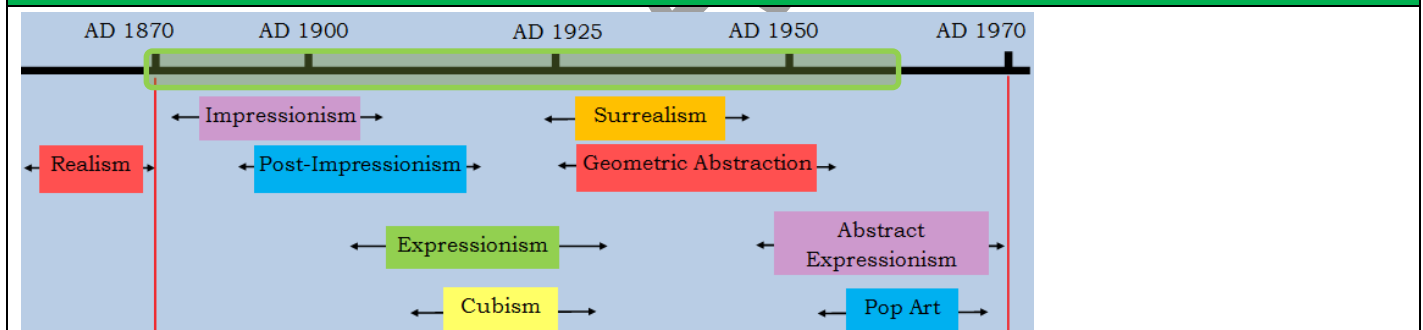 AD 1870 AD 1900 AD 1925 AD 1950 AD 1970
Impressionism Surrealism
Realism Post-Impressionism Geometric Abstraction
Expressionism Abstract
Expressionism
Cubism Pop Art